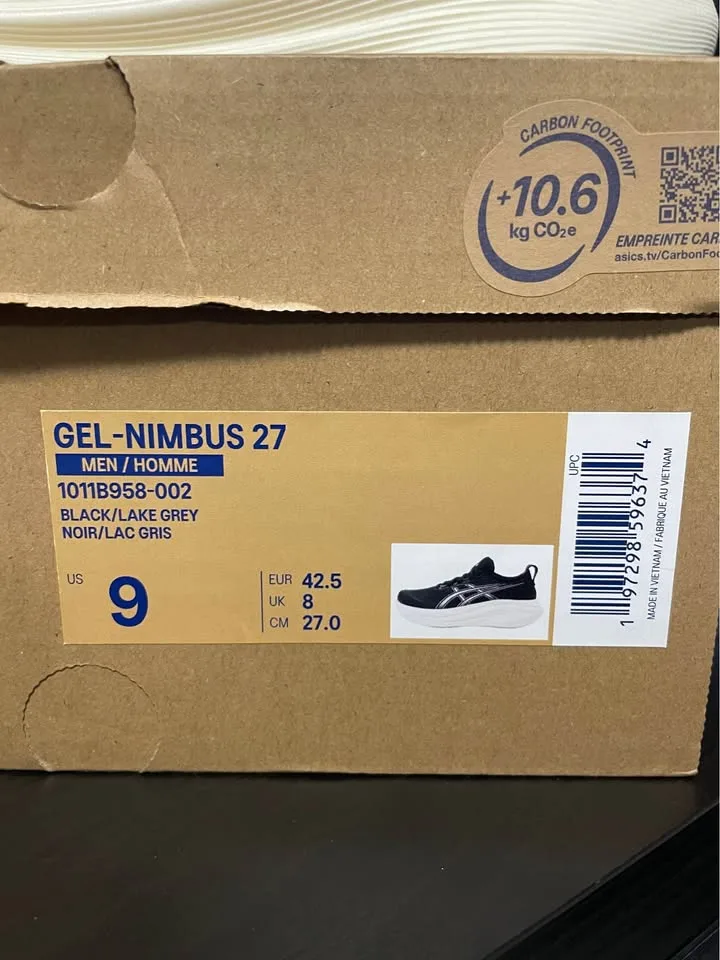 CARBON FOOTPRINT
+10.6
kg CO₂e
EMPREINTE CAR
asics.tv/CarbonFoo
GEL-NIMBUS 27
MEN / HOMME
1011B958-002
BLACK/LAKE GREY
NOIR/LAC GRIS
US 9
EUR 42.5
UK 8
CM 27.0
UPC
1 97298 59637 4
MADE IN VIETNAM / FABRIQUE AU VIETNAM